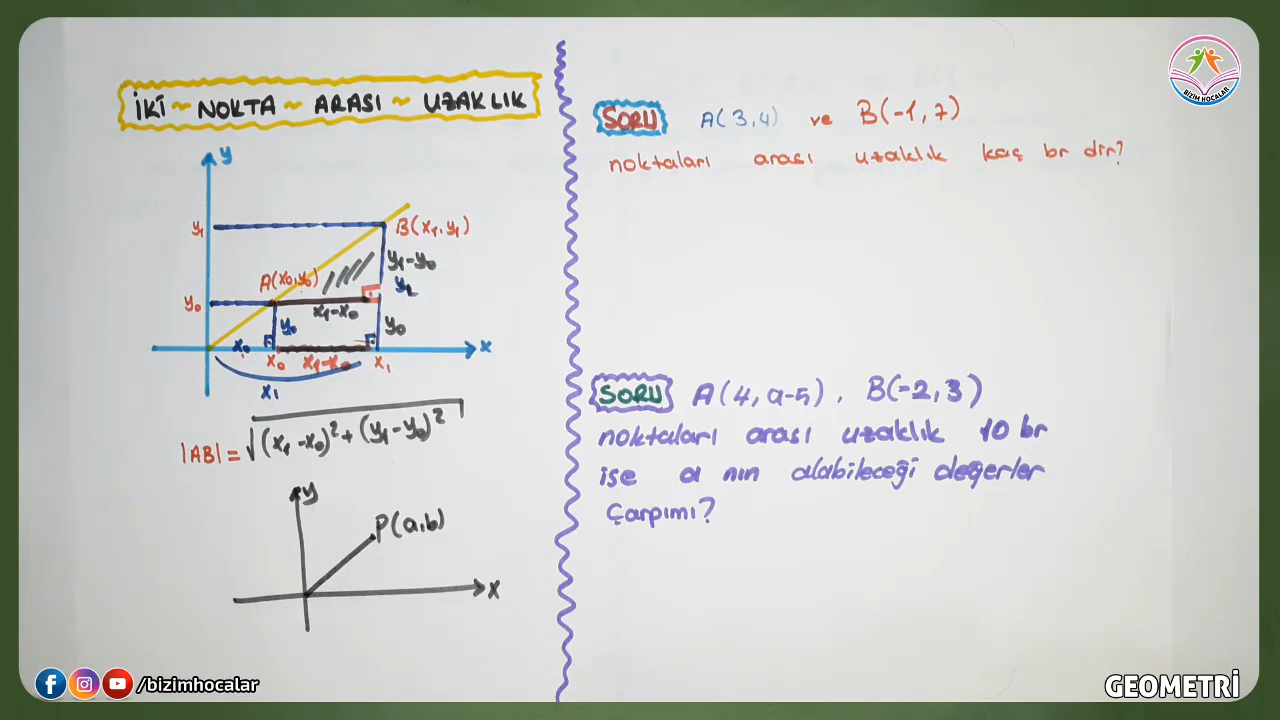 İKİ ~ NOKTA ~ ARASI ~ UZAKLIK
y
y₁
B(x₁,y₁)
A(x₀,y₀)
y₁-y₀
y₂
y₀
x₁-x₀
y₀
y₀
x₀
x
x₀
x₁-x₀
x₁
x₁
|AB| = √(x₁-x₀)²+(y₁-y₀)²
y
P(a,b)
x
SORU A(3,4) ve B(-1,7)
noktaları arası uzaklık kaç br dir?
SORU A(4,a-5), B(-2,3)
noktaları arası uzaklık 10 br
ise a nın alabileceği değerler
çarpımı?
BİZİM HOCALAR
/bizimhocalar
GEOMETRİ